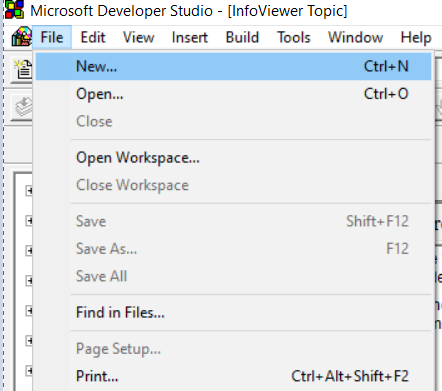 Microsoft Developer Studio - [InfoViewer Topic]
File Edit View Insert Build Tools Window Help
New... Ctrl+N
Open... Ctrl+O
Close
Open Workspace...
Close Workspace
Save Shift+F12
Save As... F12
Save All
Find in Files...
Page Setup...
Print... Ctrl+Alt+Shift+F2